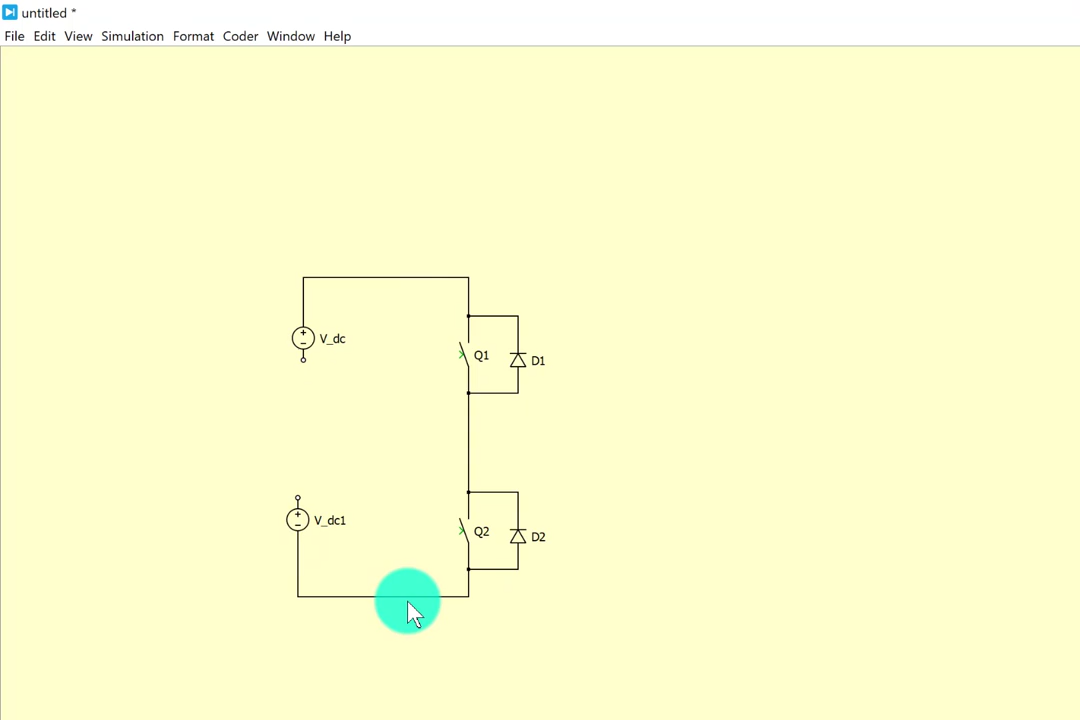 untitled *
File Edit View Simulation Format Coder Window Help
V_dc
Q1
D1
V_dc1
Q2
D2